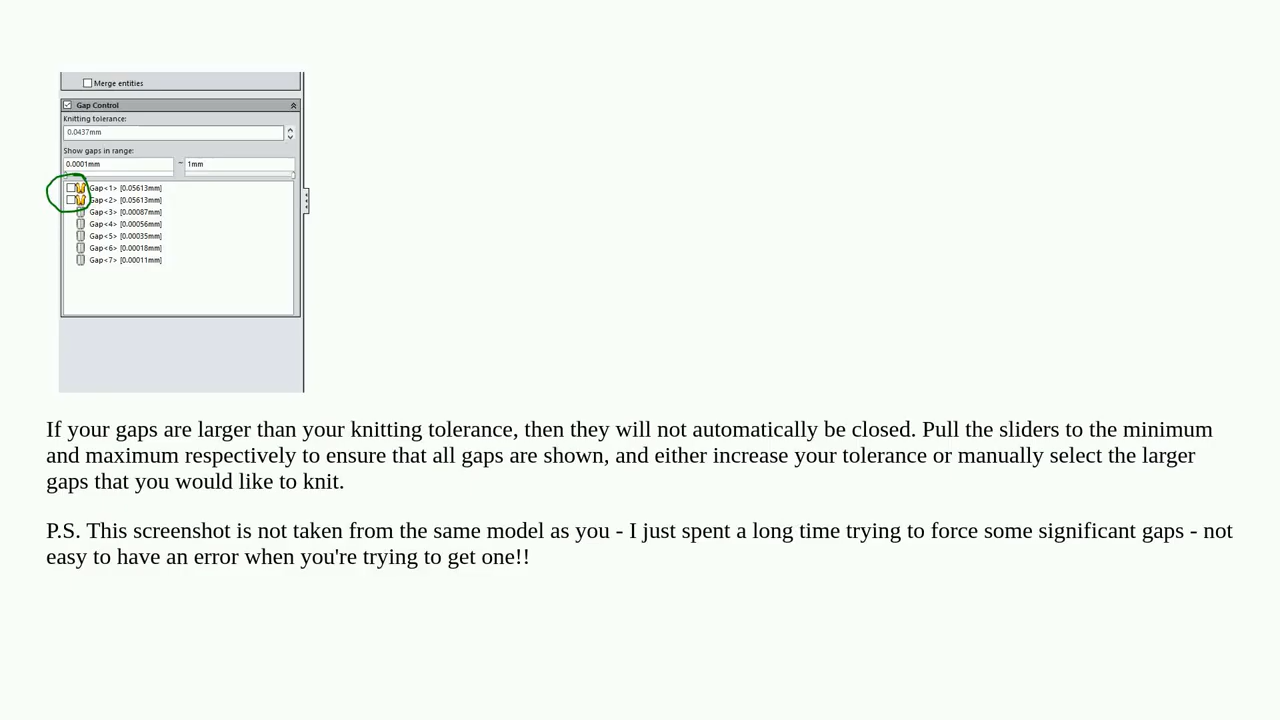 Merge entities
Gap Control
Knitting tolerance:
0.0437mm
Show gaps in range:
0.0001mm - 1mm
Gap<1> [0.05613mm]
Gap<2> [0.05613mm]
Gap<3> [0.00087mm]
Gap<4> [0.00056mm]
Gap<5> [0.00035mm]
Gap<6> [0.00018mm]
Gap<7> [0.00011mm]
If your gaps are larger than your knitting tolerance, then they will not automatically be closed. Pull the sliders to the minimum
and maximum respectively to ensure that all gaps are shown, and either increase your tolerance or manually select the larger
gaps that you would like to knit.
P.S. This screenshot is not taken from the same model as you - I just spent a long time trying to force some significant gaps - not
easy to have an error when you're trying to get one!!